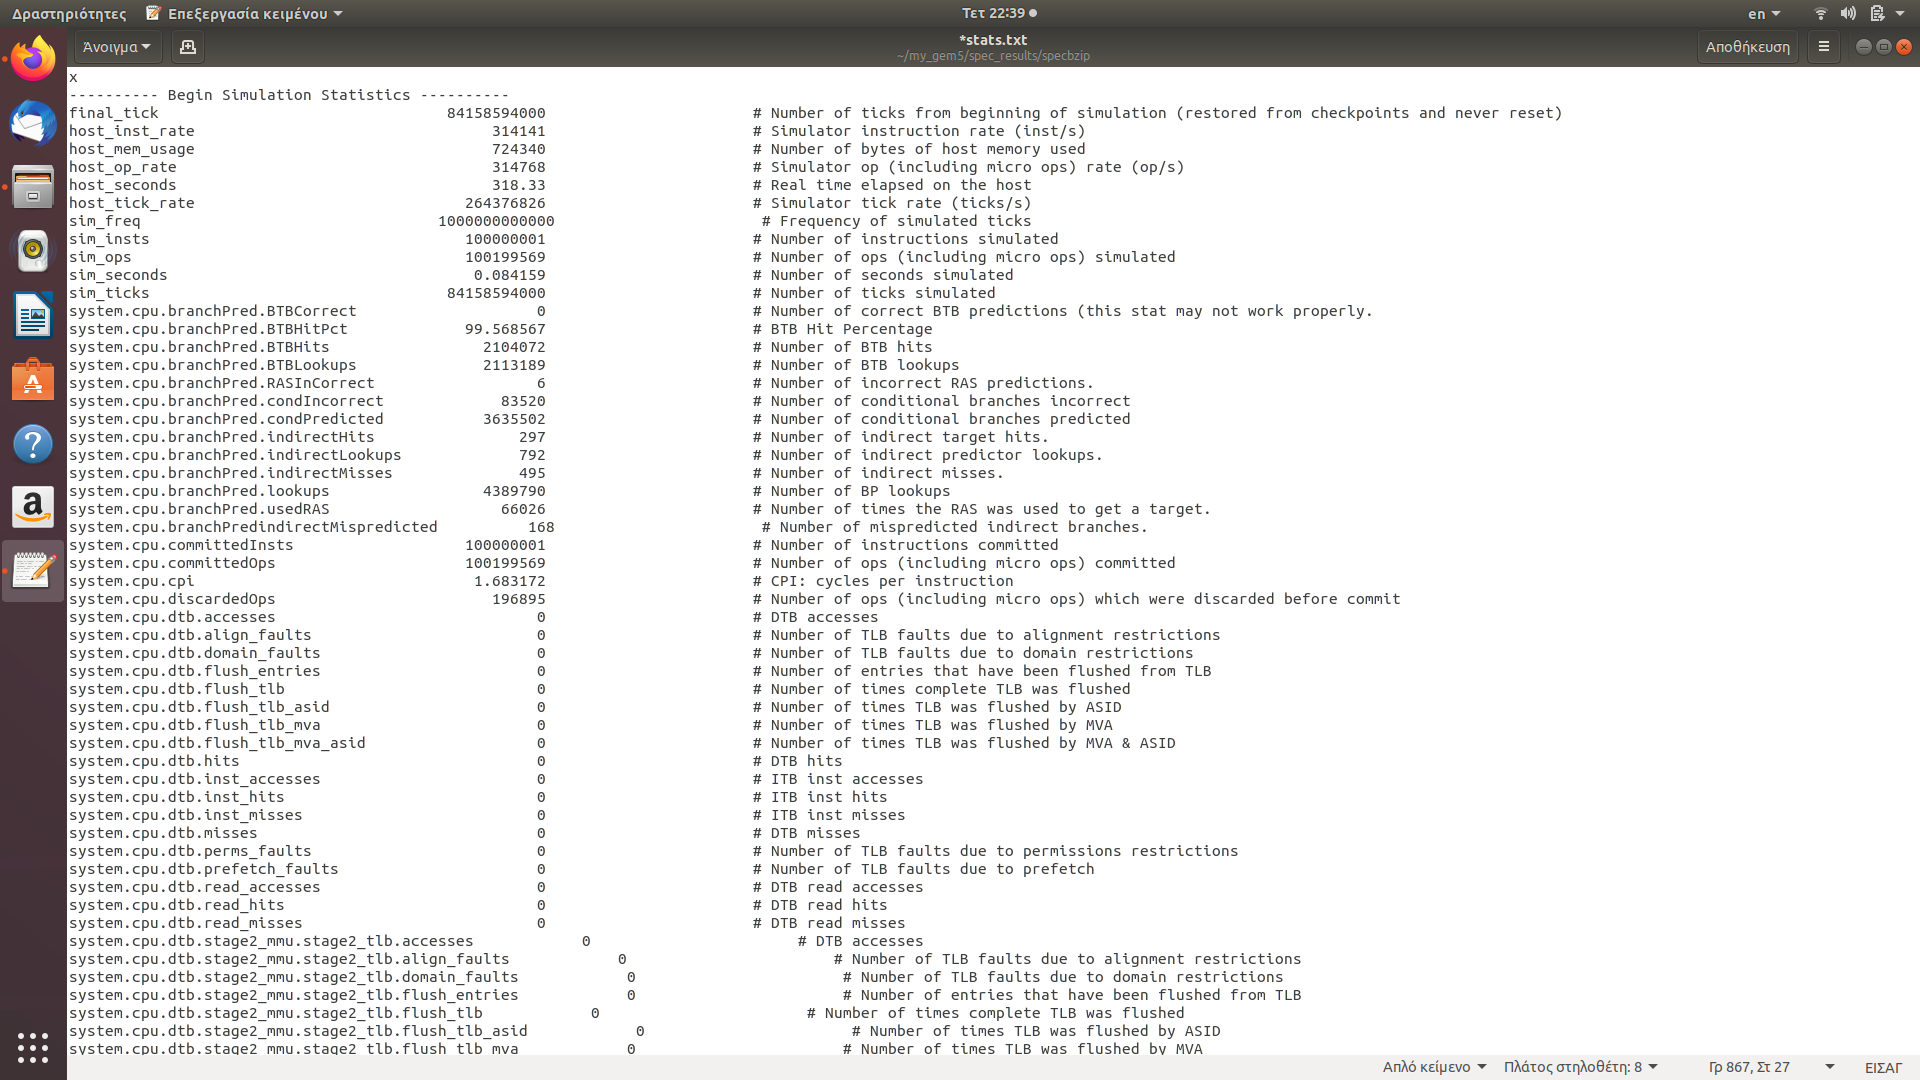 Δραστηριότητες Επεξεργασία κειμένου Τετ 22:39 en
Άνοιγμα *stats.txt Αποθήκευση
~/my_gem5/spec_results/specbzip
x
---------- Begin Simulation Statistics ----------
final_tick 84158594000 # Number of ticks from beginning of simulation (restored from checkpoints and never reset)
host_inst_rate 314141 # Simulator instruction rate (inst/s)
host_mem_usage 724340 # Number of bytes of host memory used
host_op_rate 314768 # Simulator op (including micro ops) rate (op/s)
host_seconds 318.33 # Real time elapsed on the host
host_tick_rate 264376826 # Simulator tick rate (ticks/s)
sim_freq 1000000000000 # Frequency of simulated ticks
sim_insts 100000001 # Number of instructions simulated
sim_ops 100199569 # Number of ops (including micro ops) simulated
sim_seconds 0.084159 # Number of seconds simulated
sim_ticks 84158594000 # Number of ticks simulated
system.cpu.branchPred.BTBCorrect 0 # Number of correct BTB predictions (this stat may not work properly.
system.cpu.branchPred.BTBHitPct 99.568567 # BTB Hit Percentage
system.cpu.branchPred.BTBHits 2104072 # Number of BTB hits
system.cpu.branchPred.BTBLookups 2113189 # Number of BTB lookups
system.cpu.branchPred.RASInCorrect 6 # Number of incorrect RAS predictions.
system.cpu.branchPred.condIncorrect 83520 # Number of conditional branches incorrect
system.cpu.branchPred.condPredicted 3635502 # Number of conditional branches predicted
system.cpu.branchPred.indirectHits 297 # Number of indirect target hits.
system.cpu.branchPred.indirectLookups 792 # Number of indirect predictor lookups.
system.cpu.branchPred.indirectMisses 495 # Number of indirect misses.
system.cpu.branchPred.lookups 4389790 # Number of BP lookups
system.cpu.branchPred.usedRAS 66026 # Number of times the RAS was used to get a target.
system.cpu.branchPredindirectMispredicted 168 # Number of mispredicted indirect branches.
system.cpu.committedInsts 100000001 # Number of instructions committed
system.cpu.committedOps 100199569 # Number of ops (including micro ops) committed
system.cpu.cpi 1.683172 # CPI: cycles per instruction
system.cpu.discardedOps 196895 # Number of ops (including micro ops) which were discarded before commit
system.cpu.dtb.accesses 0 # DTB accesses
system.cpu.dtb.align_faults 0 # Number of TLB faults due to alignment restrictions
system.cpu.dtb.domain_faults 0 # Number of TLB faults due to domain restrictions
system.cpu.dtb.flush_entries 0 # Number of entries that have been flushed from TLB
system.cpu.dtb.flush_tlb 0 # Number of times complete TLB was flushed
system.cpu.dtb.flush_tlb_asid 0 # Number of times TLB was flushed by ASID
system.cpu.dtb.flush_tlb_mva 0 # Number of times TLB was flushed by MVA
system.cpu.dtb.flush_tlb_mva_asid 0 # Number of times TLB was flushed by MVA & ASID
system.cpu.dtb.hits 0 # DTB hits
system.cpu.dtb.inst_accesses 0 # ITB inst accesses
system.cpu.dtb.inst_hits 0 # ITB inst hits
system.cpu.dtb.inst_misses 0 # ITB inst misses
system.cpu.dtb.misses 0 # DTB misses
system.cpu.dtb.perms_faults 0 # Number of TLB faults due to permissions restrictions
system.cpu.dtb.prefetch_faults 0 # Number of TLB faults due to prefetch
system.cpu.dtb.read_accesses 0 # DTB read accesses
system.cpu.dtb.read_hits 0 # DTB read hits
system.cpu.dtb.read_misses 0 # DTB read misses
system.cpu.dtb.stage2_mmu.stage2_tlb.accesses 0 # DTB accesses
system.cpu.dtb.stage2_mmu.stage2_tlb.align_faults 0 # Number of TLB faults due to alignment restrictions
system.cpu.dtb.stage2_mmu.stage2_tlb.domain_faults 0 # Number of TLB faults due to domain restrictions
system.cpu.dtb.stage2_mmu.stage2_tlb.flush_entries 0 # Number of entries that have been flushed from TLB
system.cpu.dtb.stage2_mmu.stage2_tlb.flush_tlb 0 # Number of times complete TLB was flushed
system.cpu.dtb.stage2_mmu.stage2_tlb.flush_tlb_asid 0 # Number of times TLB was flushed by ASID
system.cpu.dtb.stage2_mmu.stage2_tlb.flush_tlb_mva 0 # Number of times TLB was flushed by MVA
Απλό κείμενο Πλάτος στηλοθέτη: 8 Γρ 867, Στ 27 ΕΙΣΑΓ